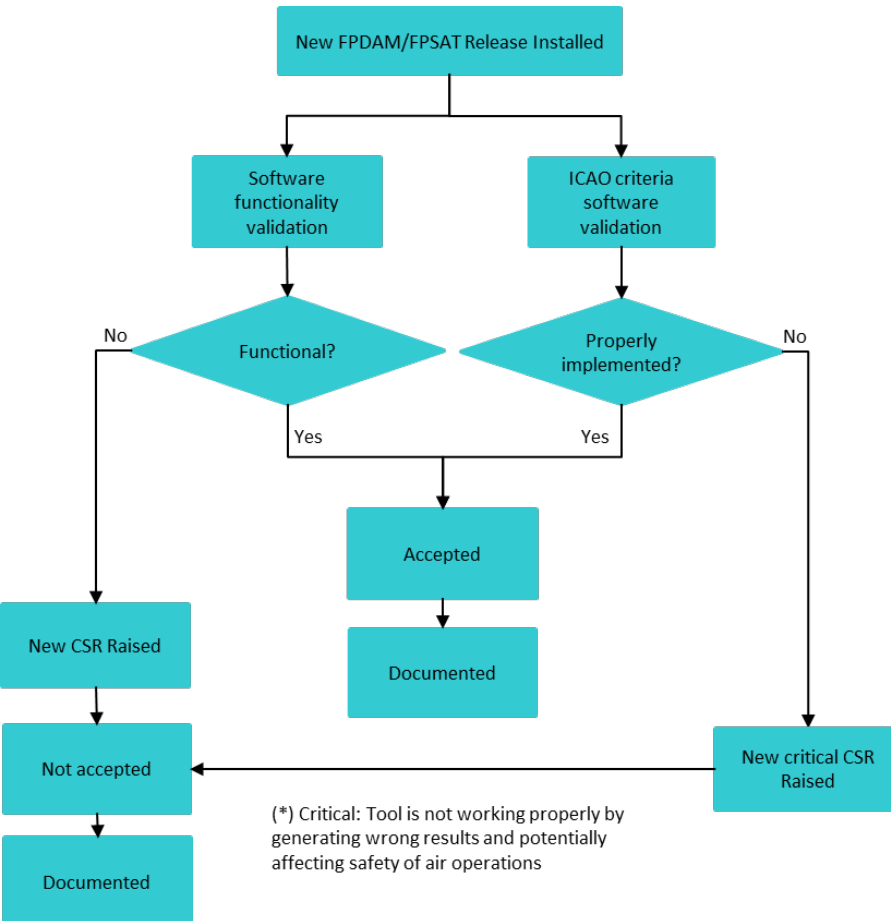 New FPDAM/FPSAT Release Installed
Software
functionality
validation
ICAO criteria
software
validation
No
Functional?
Properly
implemented?
No
Yes
Yes
Accepted
New CSR Raised
Documented
Not accepted
New critical CSR
Raised
(*) Critical: Tool is not working properly by
generating wrong results and potentially
affecting safety of air operations
Documented